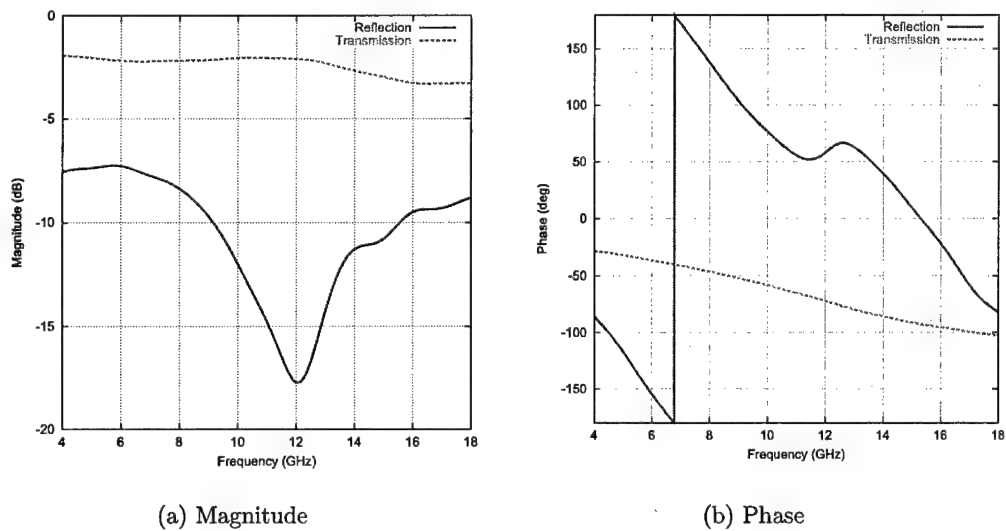 0
-5
-10
-15
-20
Magnitude (dB)
Reflection
Transmission
4 6 8 10 12 14 16 18
Frequency (GHz)
(a) Magnitude
150
100
50
0
-50
-100
-150
Phase (deg)
Reflection
Transmission
4 6 8 10 12 14 16 18
Frequency (GHz)
(b) Phase